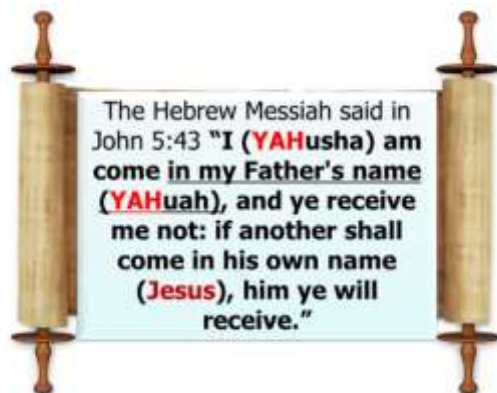 The Hebrew Messiah said in
John 5:43 “I (YAHusha) am
come in my Father's name
(YAHuah), and ye receive
me not: if another shall
come in his own name
(Jesus), him ye will
receive.”